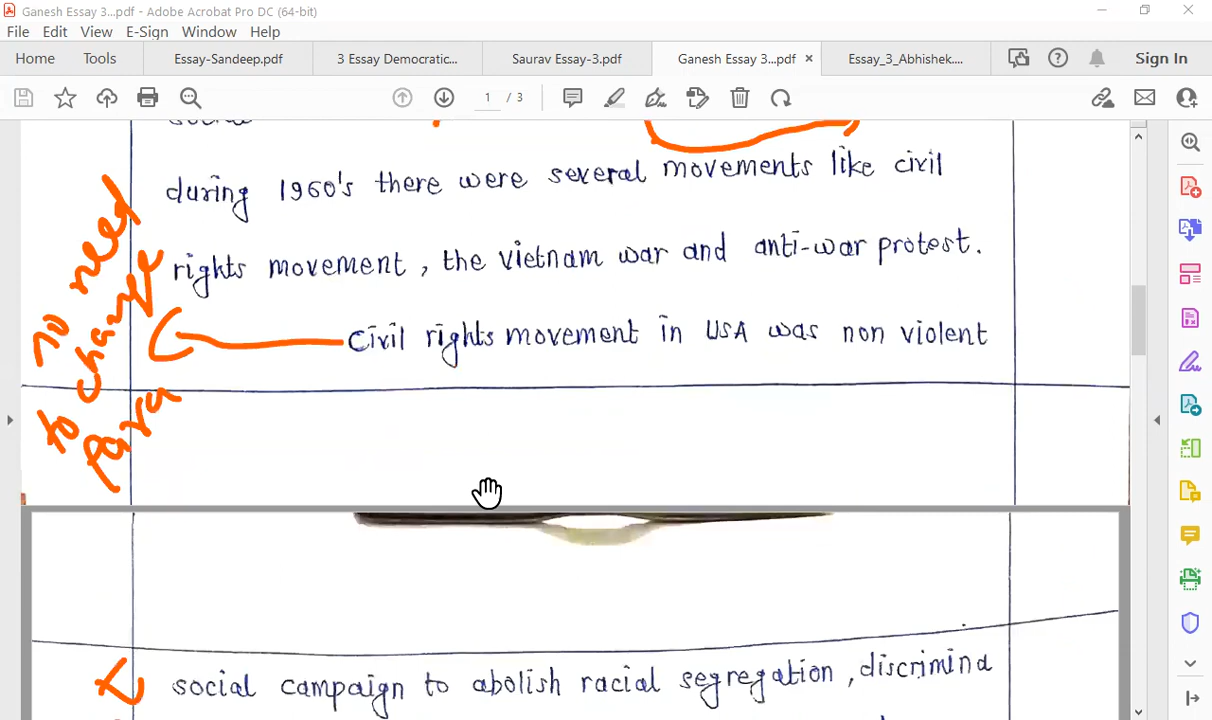 Ganesh Essay 3...pdf - Adobe Acrobat Pro DC (64-bit)
File Edit View E-Sign Window Help
Home Tools Essay-Sandeep.pdf 3 Essay Democratic... Saurav Essay-3.pdf Ganesh Essay 3...pdf × Essay_3_Abhishek.... Sign In
1 / 3
social
during 1960's there were several movements like civil
rights movement, the vietnam war and anti-war protest.
civil rights movement in USA was non violent
no need
to change
Para
social campaign to abolish racial segregation, discrimina